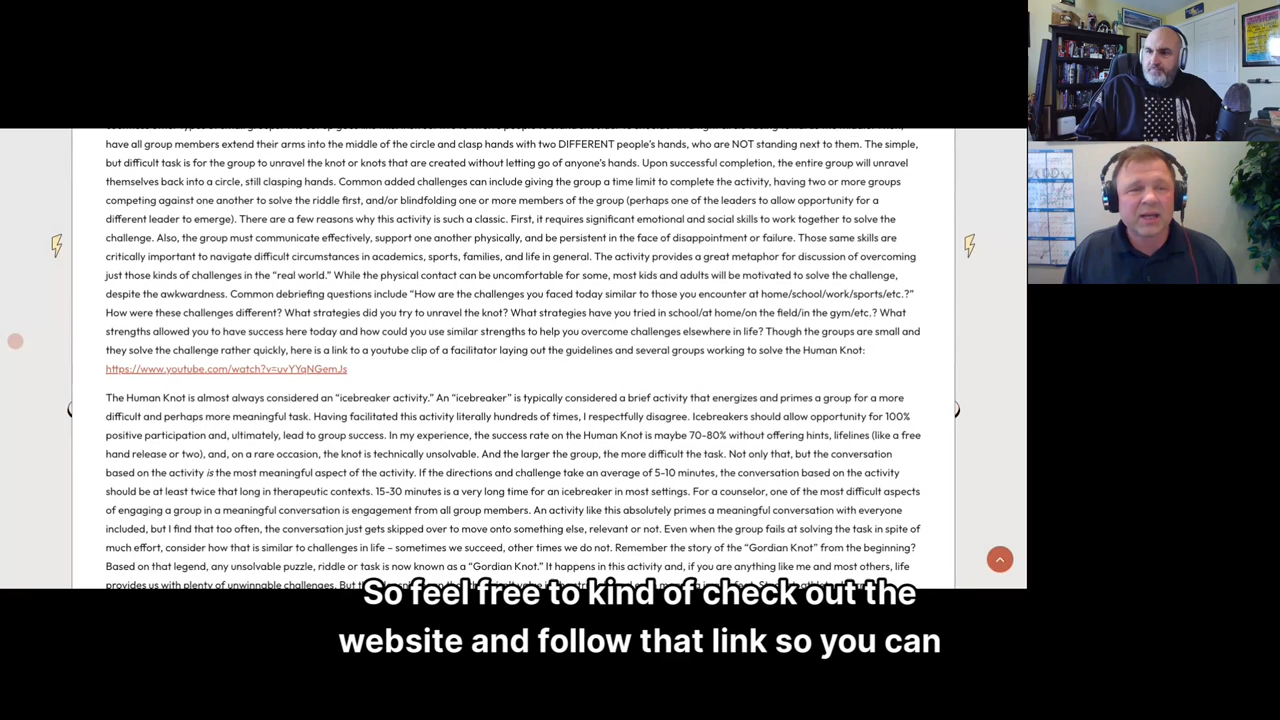 have all group members extend their arms into the middle of the circle and clasp hands with two DIFFERENT people's hands, who are NOT standing next to them. The simple,
but difficult task is for the group to unravel the knot or knots that are created without letting go of anyone's hands. Upon successful completion, the entire group will unravel
themselves back into a circle, still clasping hands. Common added challenges can include giving the group a time limit to complete the activity, having two or more groups
competing against one another to solve the riddle first, and/or blindfolding one or more members of the group (perhaps one of the leaders to allow opportunity for a
different leader to emerge). There are a few reasons why this activity is such a classic. First, it requires significant emotional and social skills to work together to solve the
challenge. Also, the group must communicate effectively, support one another physically, and be persistent in the face of disappointment or failure. Those same skills are
critically important to navigate difficult circumstances in academics, sports, families, and life in general. The activity provides a great metaphor for discussion of overcoming
just those kinds of challenges in the "real world." While the physical contact can be uncomfortable for some, most kids and adults will be motivated to solve the challenge,
despite the awkwardness. Common debriefing questions include "How are the challenges you faced today similar to those you encounter at home/school/work/sports/etc.?"
How were these challenges different? What strategies did you try to unravel the knot? What strategies have you tried in school/at home/on the field/in the gym/etc.? What
strengths allowed you to have success here today and how could you use similar strengths to help you overcome challenges elsewhere in life? Though the groups are small and
they solve the challenge rather quickly, here is a link to a youtube clip of a facilitator laying out the guidelines and several groups working to solve the Human Knot:
https://www.youtube.com/watch?v=uvYYqNGemJs
The Human Knot is almost always considered an "icebreaker activity." An "icebreaker" is typically considered a brief activity that energizes and primes a group for a more
difficult and perhaps more meaningful task. Having facilitated this activity literally hundreds of times, I respectfully disagree. Icebreakers should allow opportunity for 100%
positive participation and, ultimately, lead to group success. In my experience, the success rate on the Human Knot is maybe 70-80% without offering hints, lifelines (like a free
hand release or two), and, on a rare occasion, the knot is technically unsolvable. And the larger the group, the more difficult the task. Not only that, but the conversation
based on the activity is the most meaningful aspect of the activity. If the directions and challenge take an average of 5-10 minutes, the conversation based on the activity
should be at least twice that long in therapeutic contexts. 15-30 minutes is a very long time for an icebreaker in most settings. For a counselor, one of the most difficult aspects
of engaging a group in a meaningful conversation is engagement from all group members. An activity like this absolutely primes a meaningful conversation with everyone
included, but I find that too often, the conversation just gets skipped over to move onto something else, relevant or not. Even when the group fails at solving the task in spite of
much effort, consider how that is similar to challenges in life – sometimes we succeed, other times we do not. Remember the story of the "Gordian Knot" from the beginning?
Based on that legend, any unsolvable puzzle, riddle or task is now known as a "Gordian Knot." It happens in this activity and, if you are anything like me and most others, life
provides us with plenty of unwinnable challenges. But
So feel free to kind of check out the
website and follow that link so you can